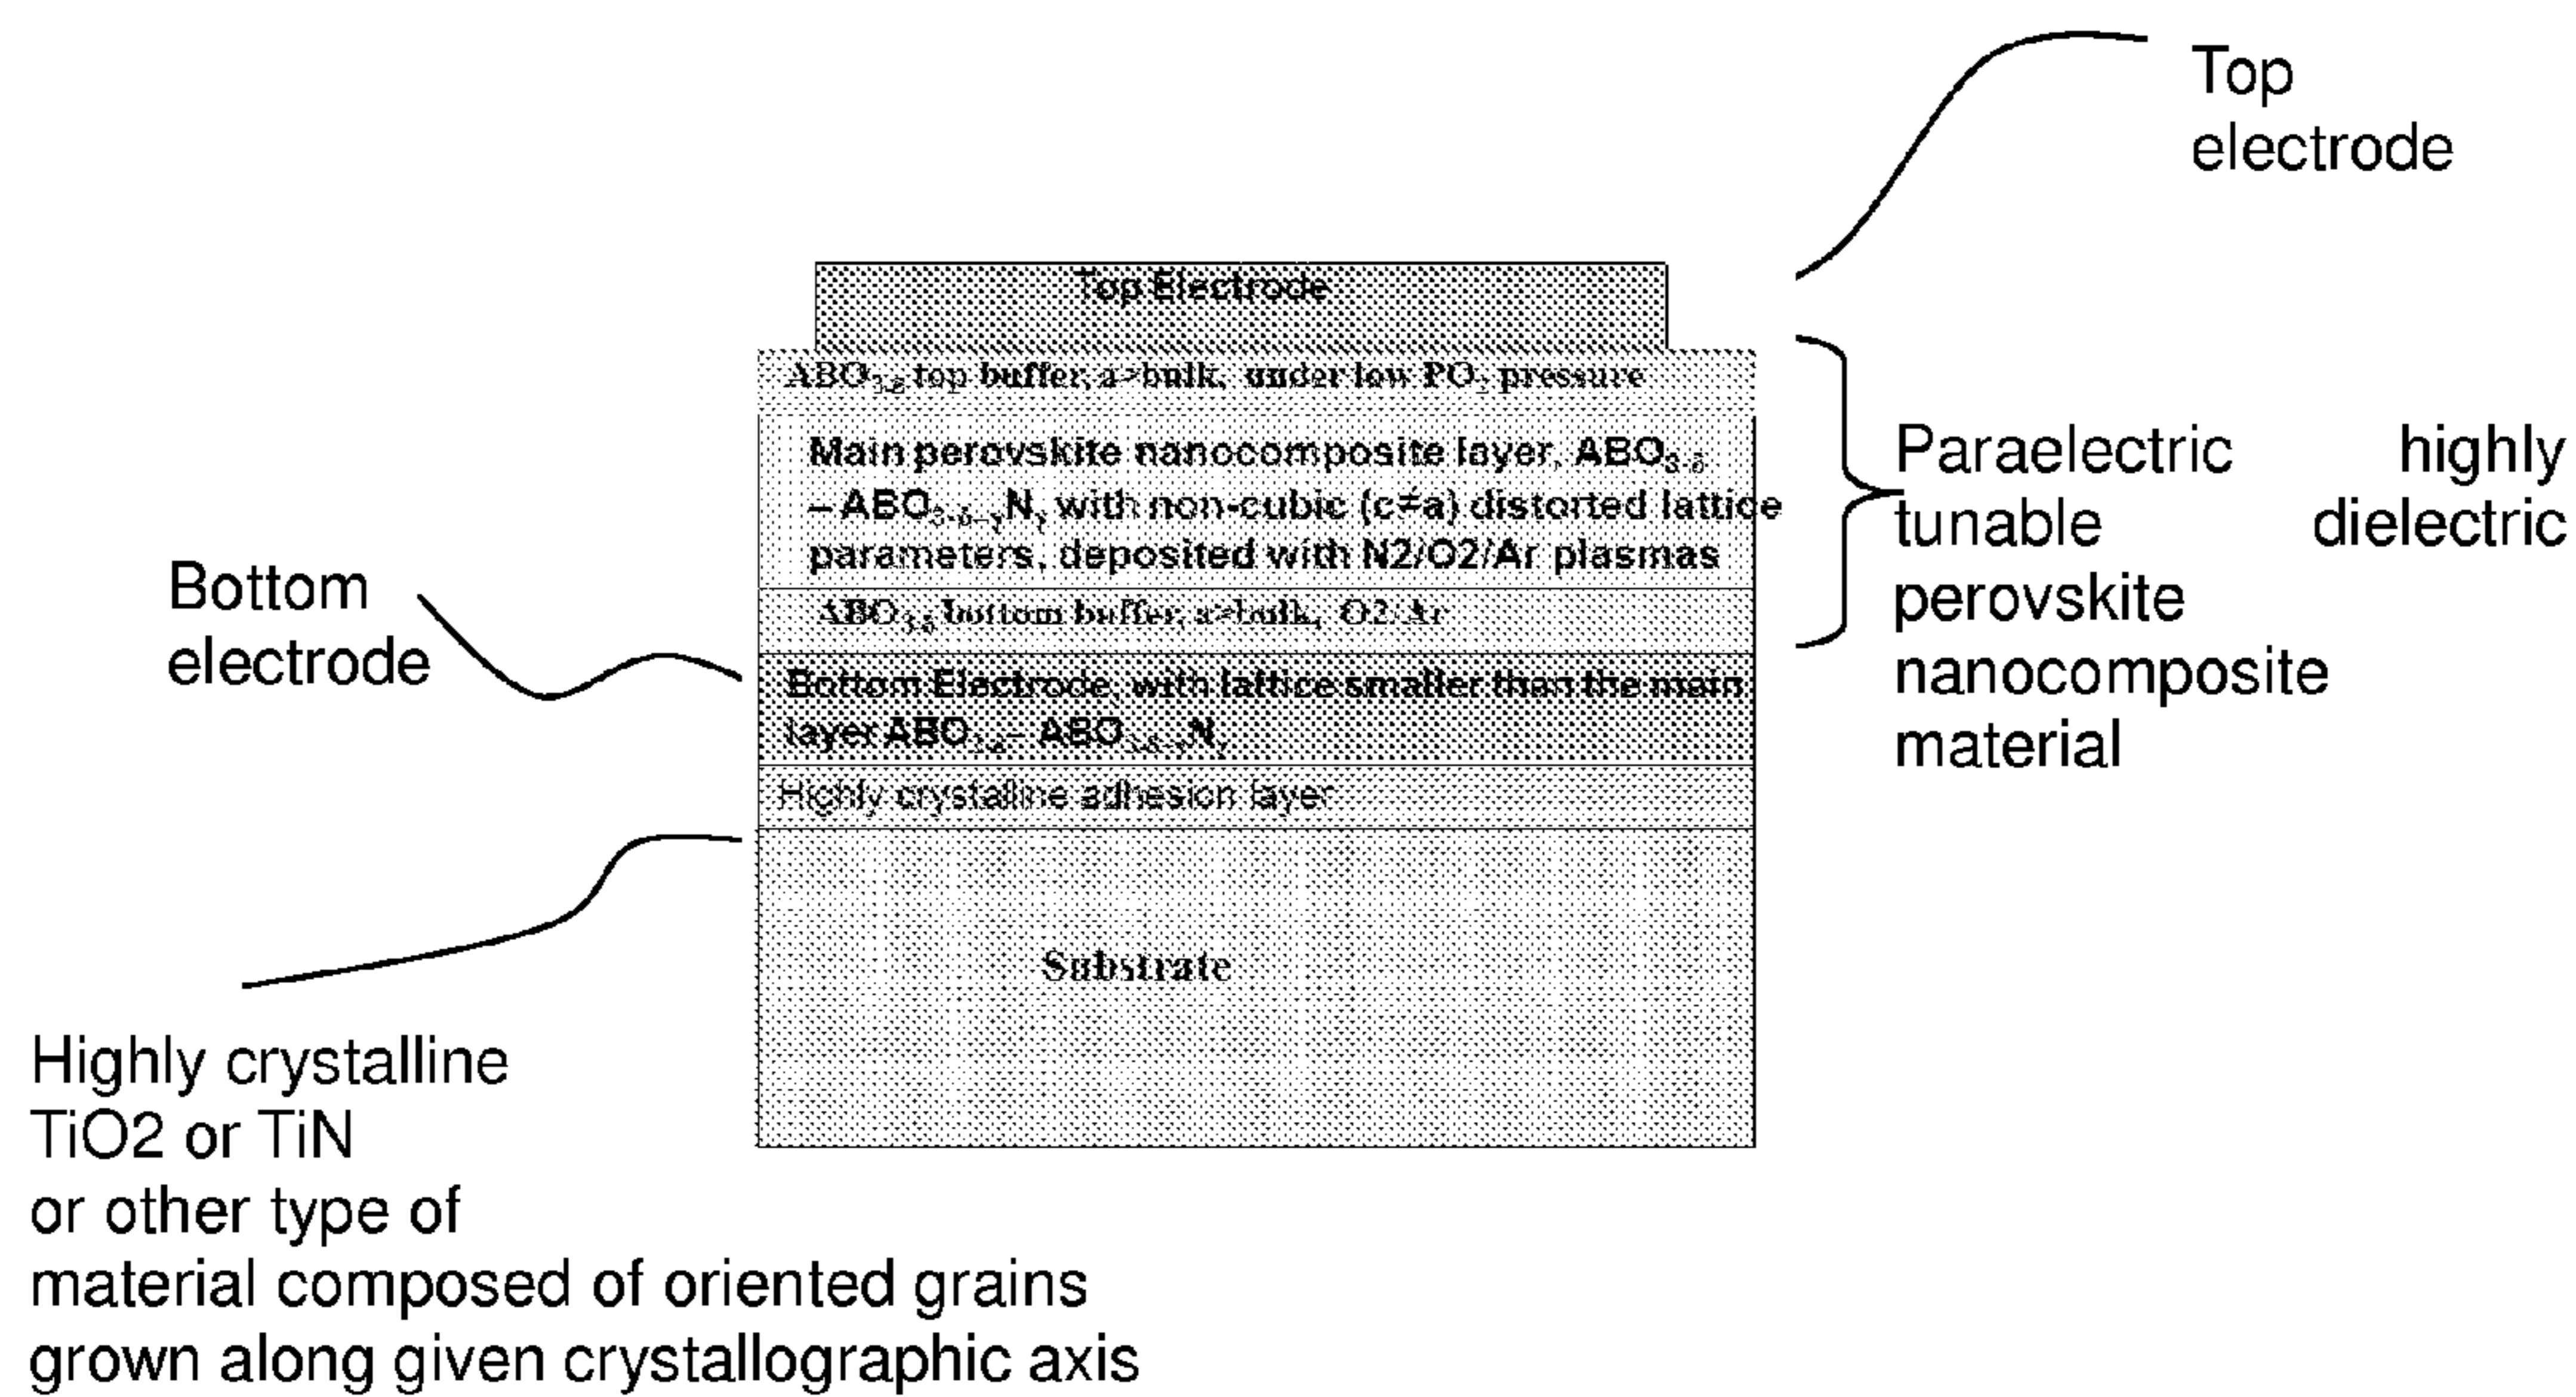 Top
electrode
Top Electrode
ABO3-δ top buffer, a>bulk, under low PO2 pressure
Main perovskite nanocomposite layer, ABO3-δ
– ABO3-δ-γNγ with non-cubic (c≠a) distorted lattice
parameters, deposited with N2/O2/Ar plasmas
ABO3-δ bottom buffer, a>bulk, O2/Ar
Bottom Electrode, with lattice smaller than the main
layer ABO3-δ– ABO3-δ-γNγ
Highly crystalline adhesion layer
Substrate
Paraelectric highly
tunable dielectric
perovskite
nanocomposite
material
Bottom
electrode
Highly crystalline
TiO2 or TiN
or other type of
material composed of oriented grains
grown along given crystallographic axis